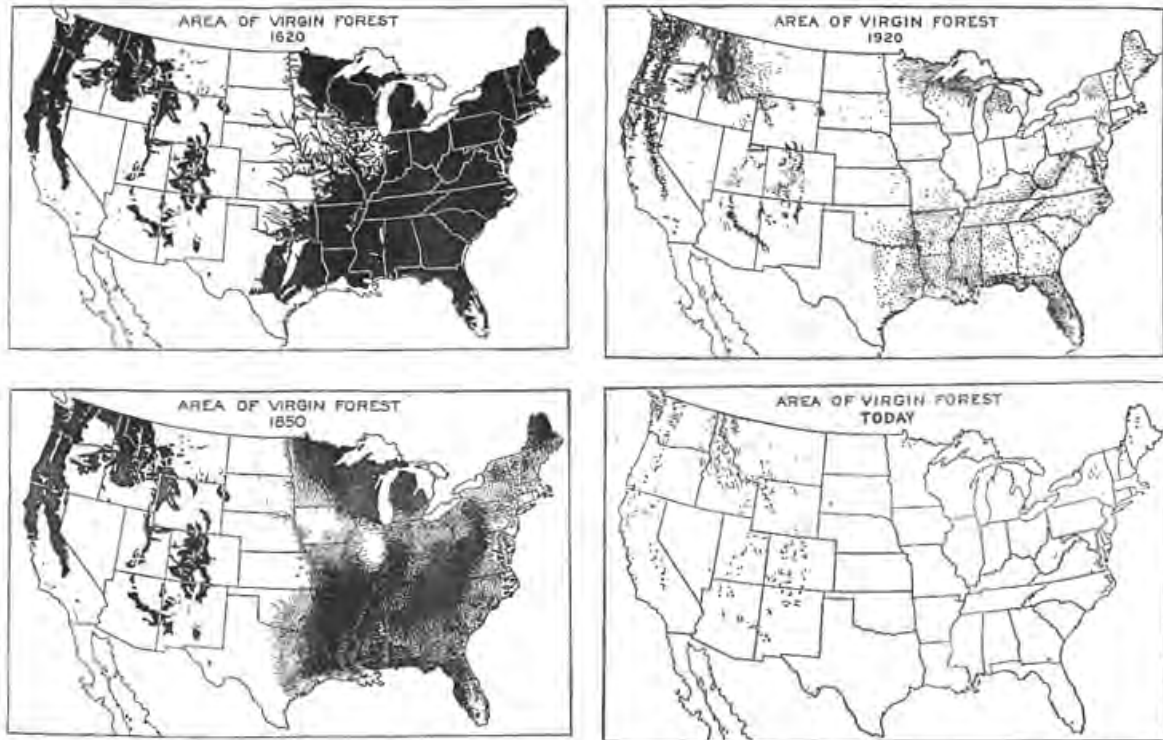 AREA OF VIRGIN FOREST
1620
AREA OF VIRGIN FOREST
1920
AREA OF VIRGIN FOREST
1850
AREA OF VIRGIN FOREST
TODAY